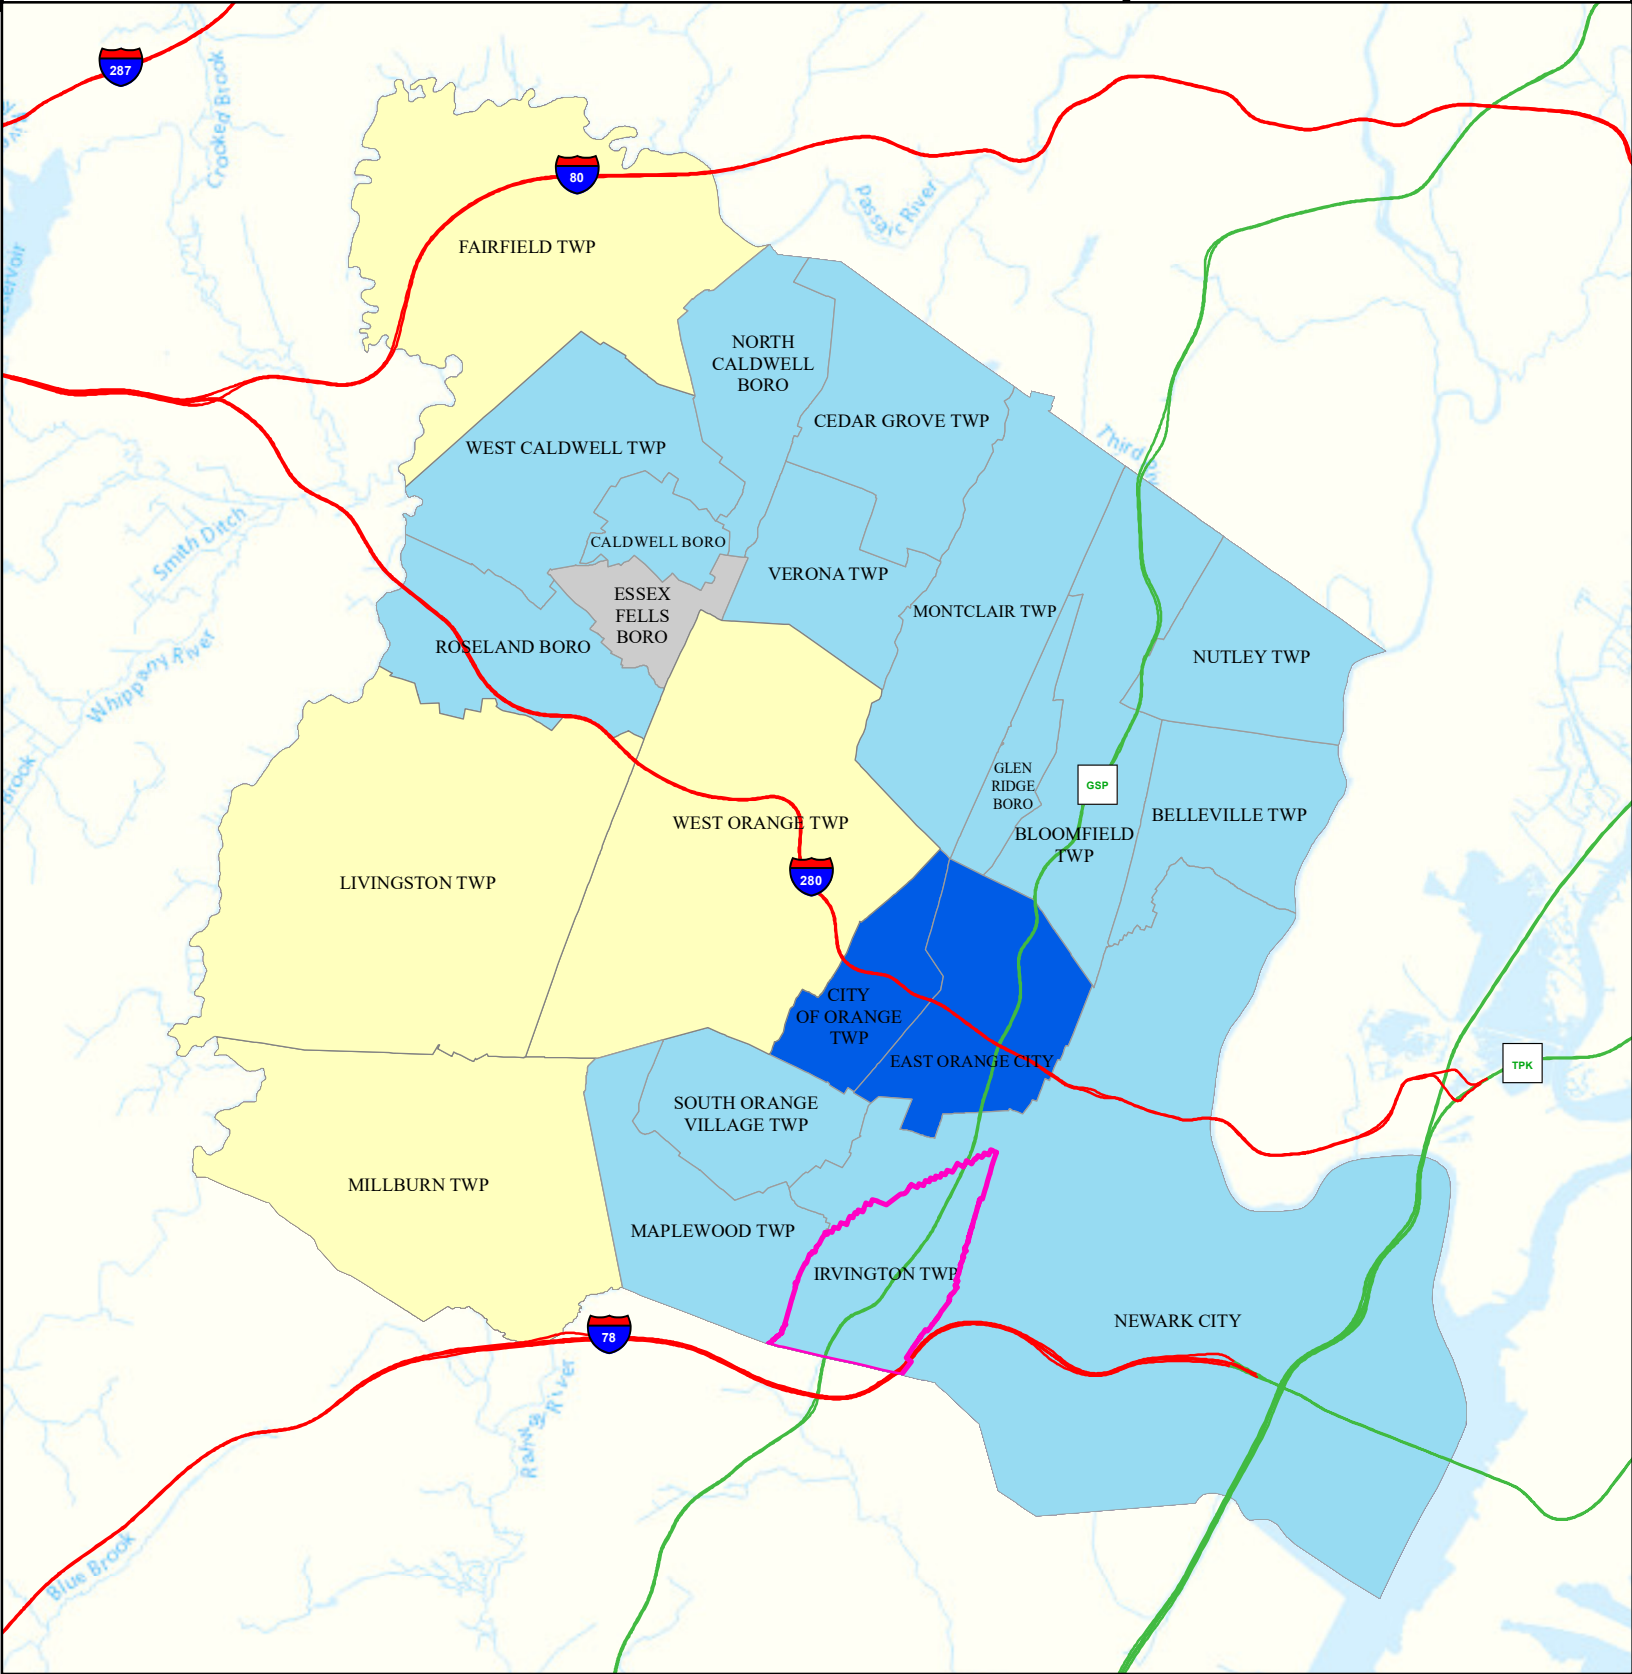 287
Crooked Brook
80
Passaic River
FAIRFIELD TWP
NORTH
CALDWELL
BORO
CEDAR GROVE TWP
WEST CALDWELL TWP
Third
Smith Ditch
CALDWELL BORO
VERONA TWP
ESSEX
FELLS
BORO
MONTCLAIR TWP
ROSELAND BORO
NUTLEY TWP
Whippany River
Brook
GLEN
RIDGE
BORO
GSP
BELLEVILLE TWP
WEST ORANGE TWP
BLOOMFIELD
TWP
280
LIVINGSTON TWP
CITY
OF ORANGE
TWP
EAST ORANGE CITY
TPK
SOUTH ORANGE
VILLAGE TWP
MILLBURN TWP
MAPLEWOOD TWP
IRVINGTON TWP
NEWARK CITY
78
River
Blue Brook